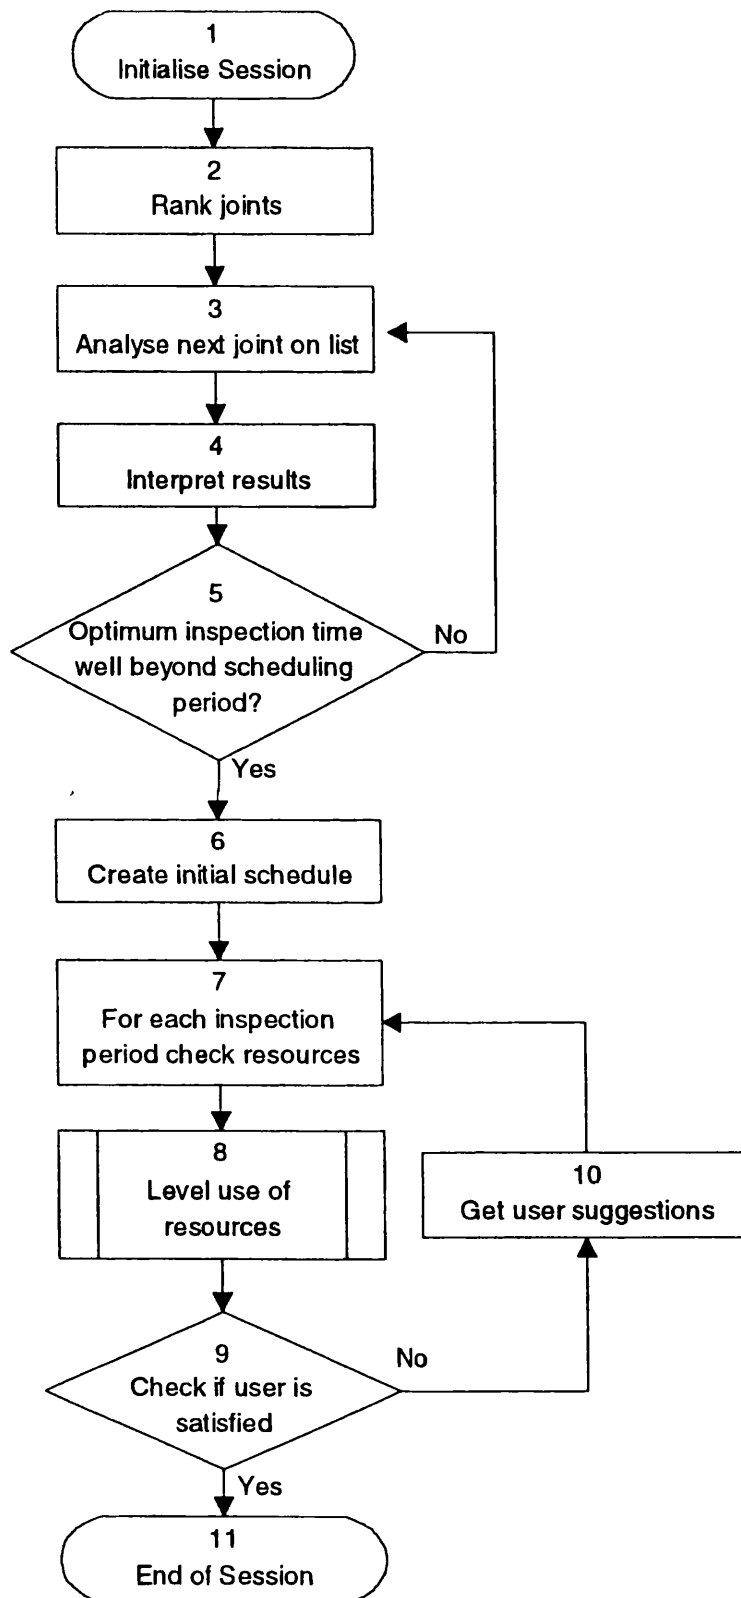 1
Initialise Session
2
Rank joints
3
Analyse next joint on list
4
Interpret results
5
Optimum inspection time
well beyond scheduling
period?
No
Yes
6
Create initial schedule
7
For each inspection
period check resources
8
Level use of
resources
10
Get user suggestions
9
Check if user is
satisfied
No
Yes
11
End of Session